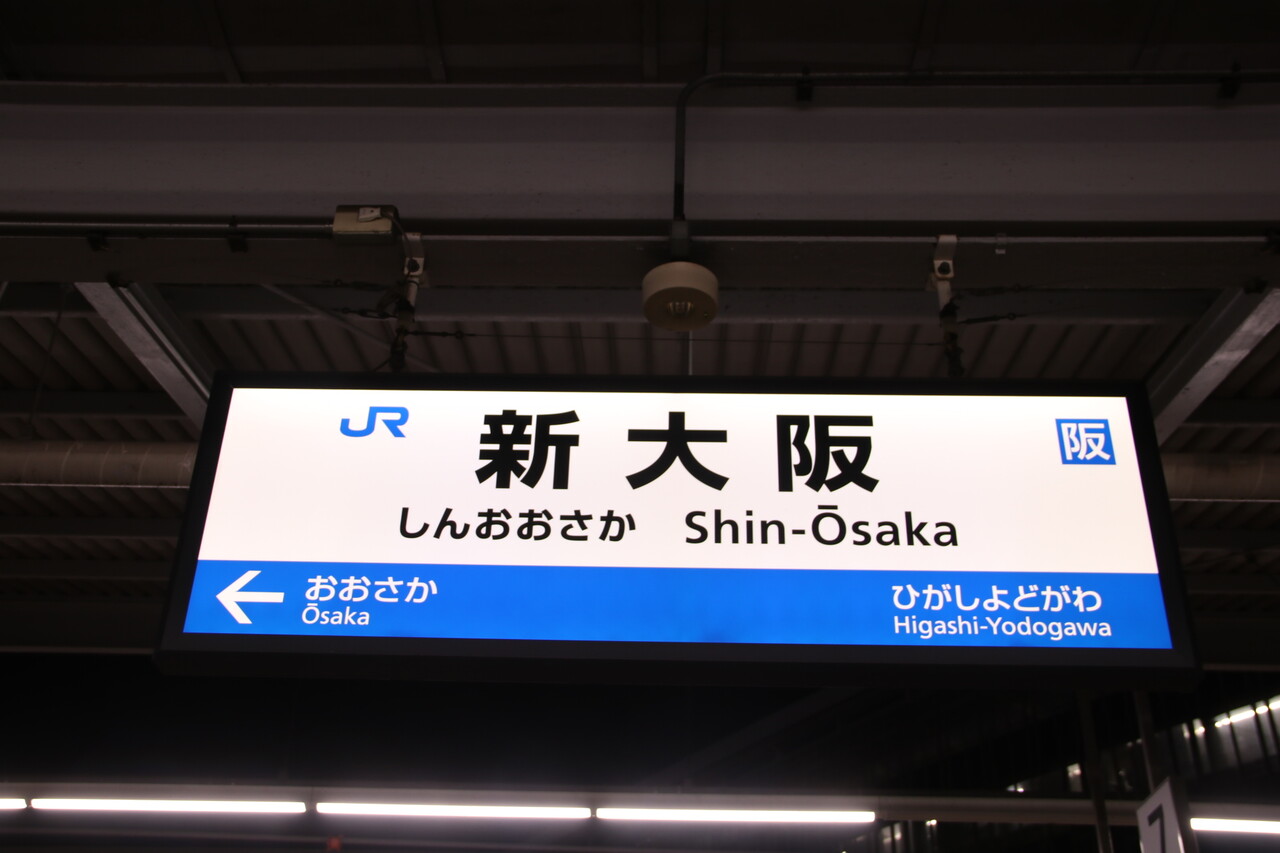 JR 新大阪 阪
しんおおさか Shin-Ōsaka
← おおさか ひがしよどがわ
Ōsaka Higashi-Yodogawa
7